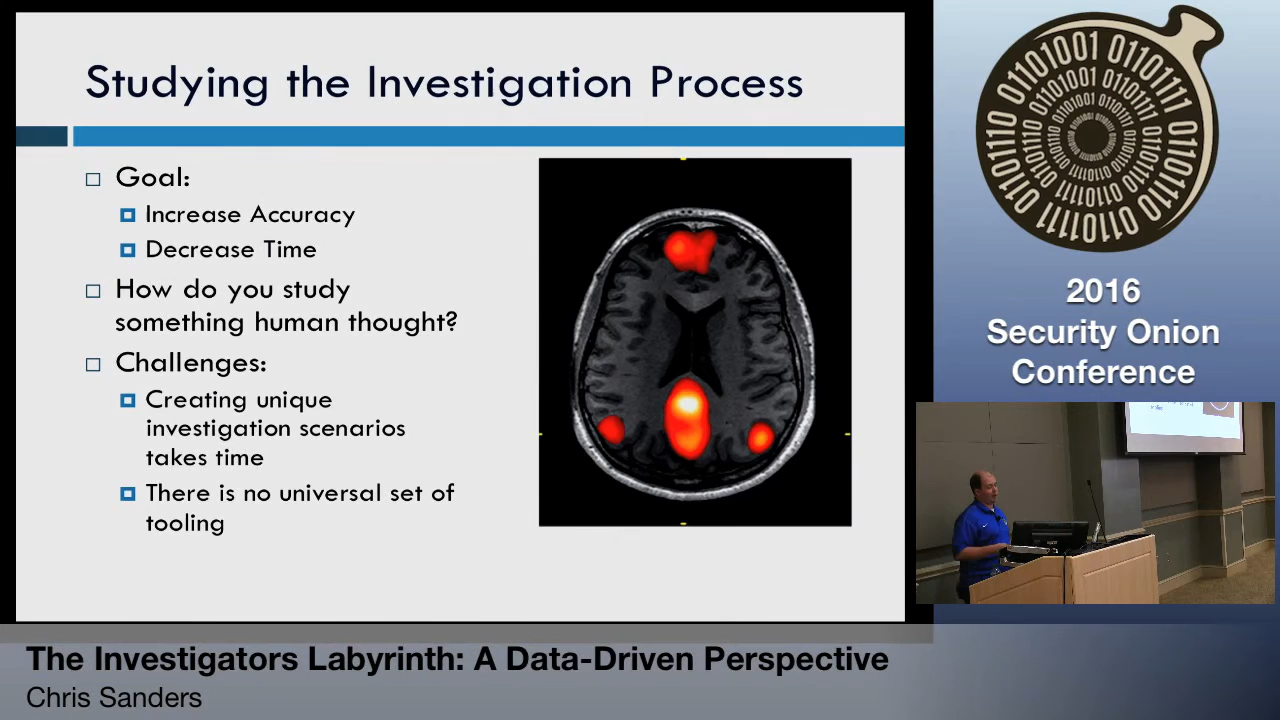 Studying the Investigation Process
Goal:
Increase Accuracy
Decrease Time
How do you study
something human thought?
Challenges:
Creating unique
investigation scenarios
takes time
There is no universal set of
tooling
2016
Security Onion
Conference
The Investigators Labyrinth: A Data-Driven Perspective
Chris Sanders